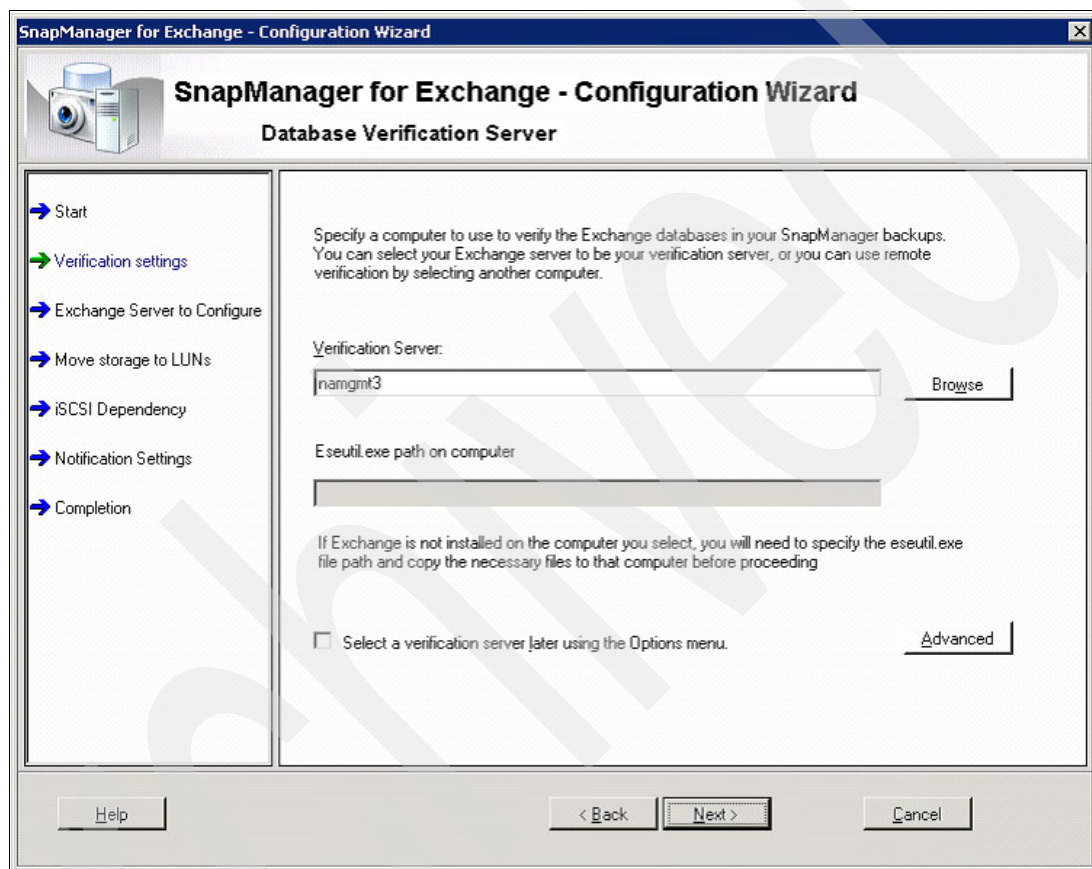 SnapManager for Exchange - Configuration Wizard
SnapManager for Exchange - Configuration Wizard
Database Verification Server
Start
Verification settings
Exchange Server to Configure
Move storage to LUNs
iSCSI Dependency
Notification Settings
Completion
Specify a computer to use to verify the Exchange databases in your SnapManager backups.
You can select your Exchange server to be your verification server, or you can use remote
verification by selecting another computer.
Verification Server:
namgmt3
Browse
Eseutil.exe path on computer
If Exchange is not installed on the computer you select, you will need to specify the eseutil.exe
file path and copy the necessary files to that computer before proceeding
Select a verification server later using the Options menu.
Advanced
Help
< Back
Next >
Cancel